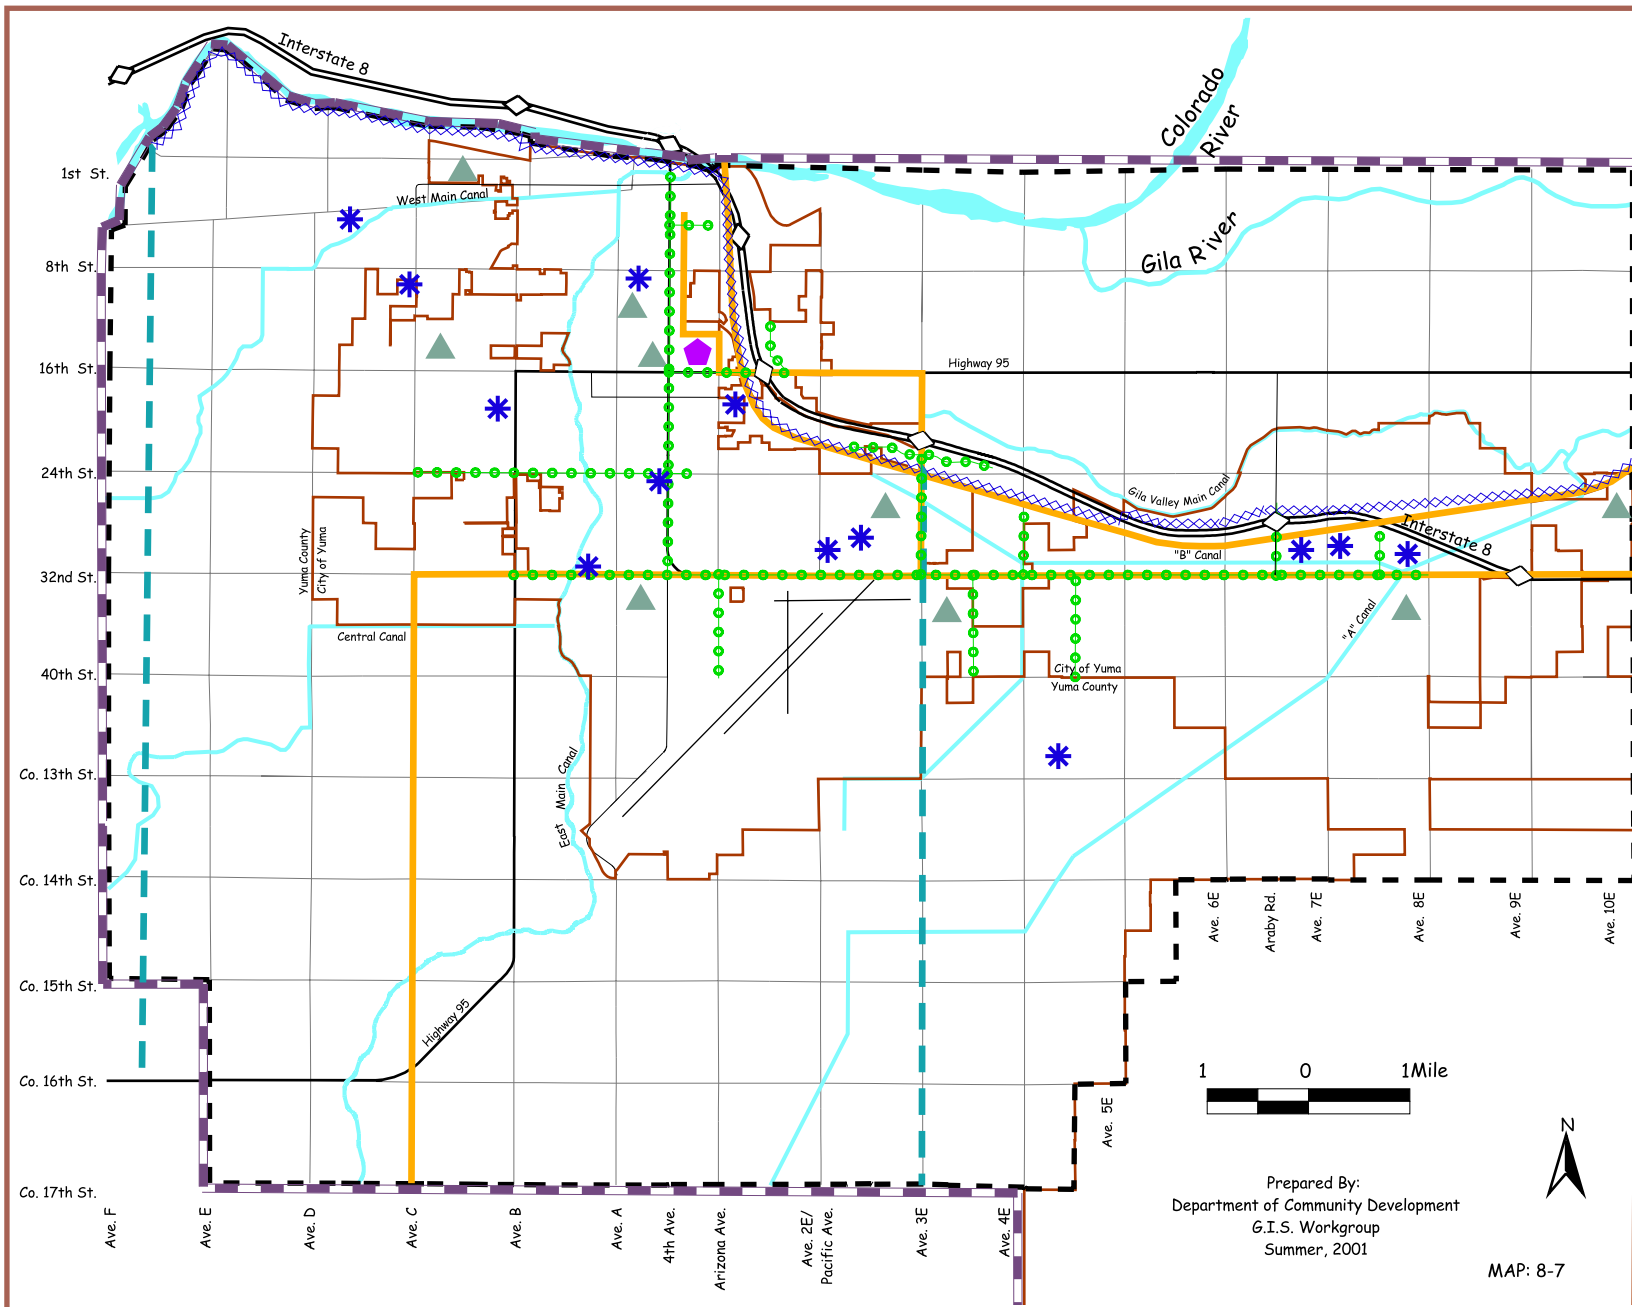 Interstate 8
Colorado
River
1st St.
West Main Canal
Gila River
8th St.
16th St.
Highway 95
24th St.
Gila Valley Main Canal
Interstate 8
Yuma County
City of Yuma
"B" Canal
32nd St.
"A" Canal
Central Canal
40th St.
City of Yuma
Yuma County
Co. 13th St.
East Main Canal
Co. 14th St.
Ave. 6E
Araby Rd.
Ave. 7E
Ave. 8E
Ave. 9E
Ave. 10E
Co. 15th St.
Highway 95
Co. 16th St.
1 0 1Mile
Ave. 5E
N
Co. 17th St.
Prepared By:
Department of Community Development
G.I.S. Workgroup
Summer, 2001
Ave. F
Ave. E
Ave. D
Ave. C
Ave. B
Ave. A
4th Ave.
Arizona Ave.
Ave. 2E/
Pacific Ave.
Ave. 3E
Ave. 4E
MAP: 8-7